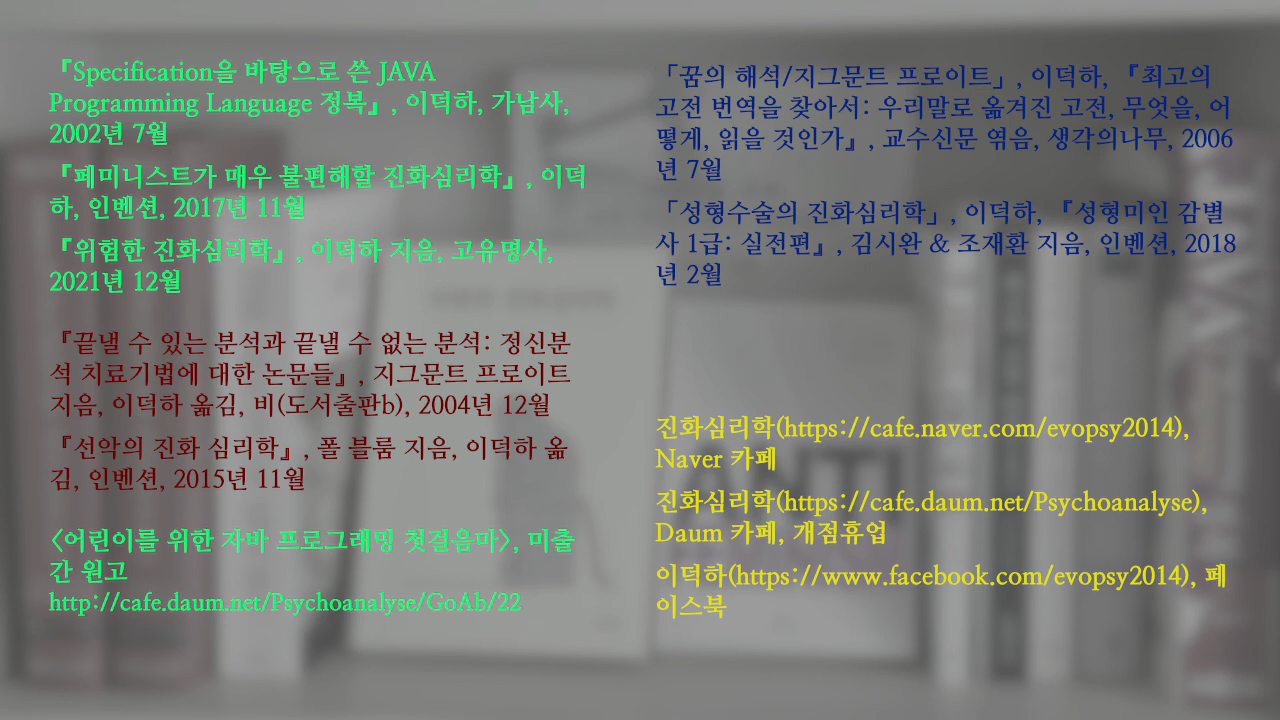 『Specification을 바탕으로 쓴 JAVA
Programming Language 정복』, 이덕하, 가남사,
2002년 7월
『페미니스트가 매우 불편해할 진화심리학』, 이덕
하, 인벤션, 2017년 11월
『위험한 진화심리학』, 이덕하 지음, 고유명사,
2021년 12월
『끝낼 수 있는 분석과 끝낼 수 없는 분석: 정신분
석 치료기법에 대한 논문들』, 지그문트 프로이트
지음, 이덕하 옮김, 비(도서출판b), 2004년 12월
『선악의 진화 심리학』, 폴 블룸 지음, 이덕하 옮
김, 인벤션, 2015년 11월
〈어린이를 위한 자바 프로그래밍 첫걸음마〉, 미출
간 원고
http://cafe.daum.net/Psychoanalyse/GoAb/22
「꿈의 해석/지그문트 프로이트」, 이덕하, 『최고의
고전 번역을 찾아서: 우리말로 옮겨진 고전, 무엇을, 어
떻게, 읽을 것인가』, 교수신문 엮음, 생각의나무, 2006
년 7월
「성형수술의 진화심리학」, 이덕하, 『성형미인 감별
사 1급: 실전편』, 김시완 & 조재환 지음, 인벤션, 2018
년 2월
진화심리학(https://cafe.naver.com/evopsy2014),
Naver 카페
진화심리학(https://cafe.daum.net/Psychoanalyse),
Daum 카페, 개점휴업
이덕하(https://www.facebook.com/evopsy2014), 페
이스북